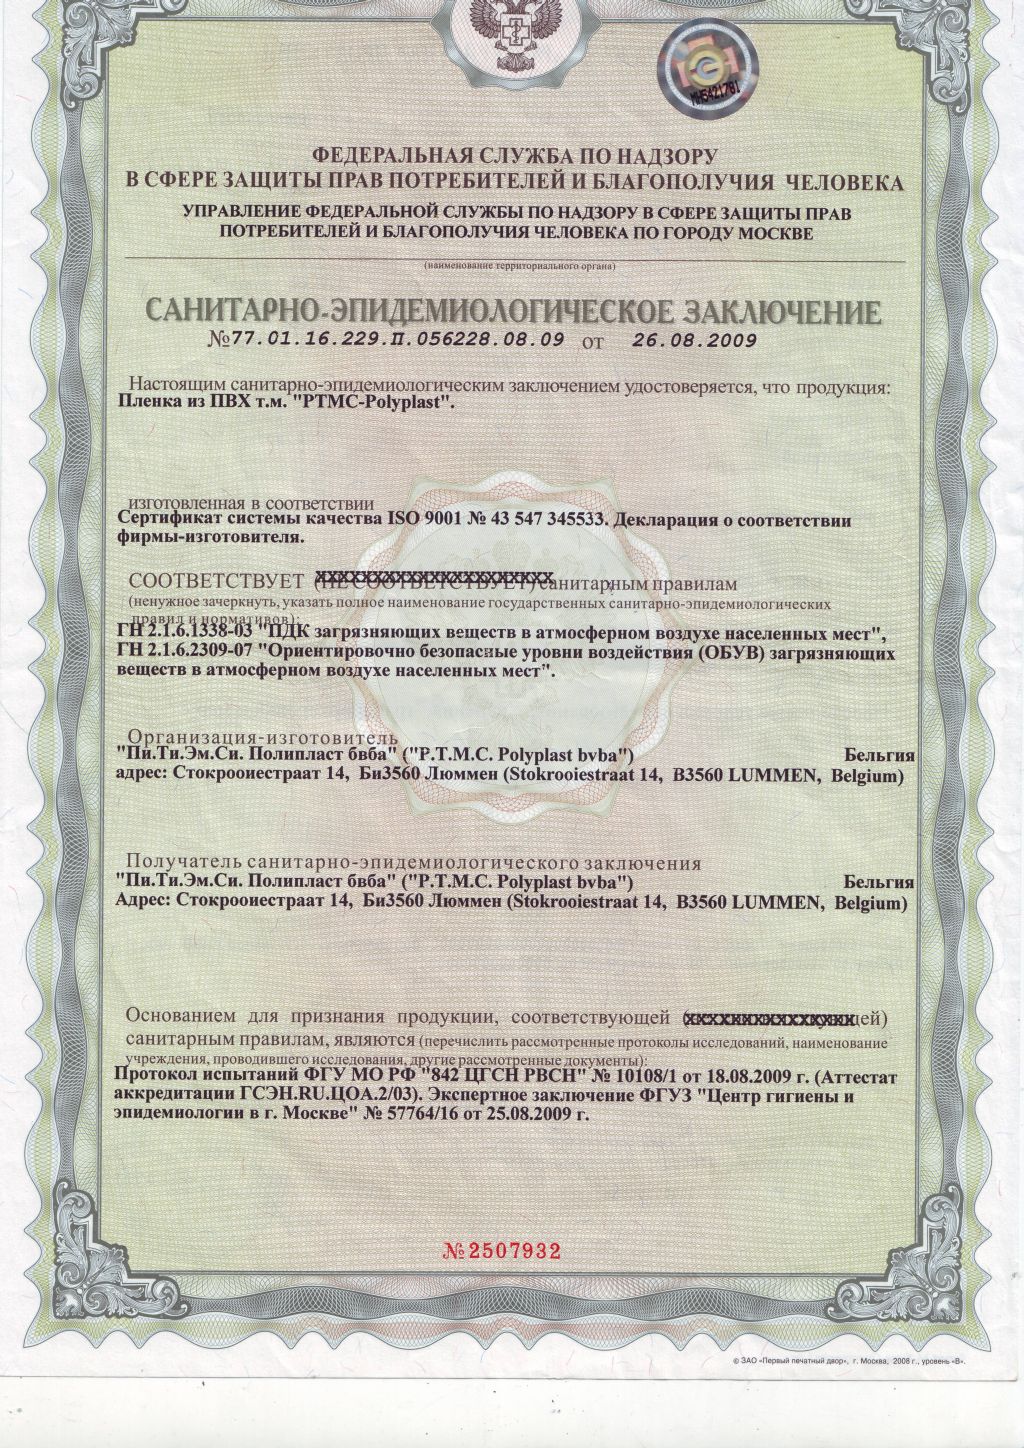 МИ5421781
ФЕДЕРАЛЬНАЯ СЛУЖБА ПО НАДЗОРУ
В СФЕРЕ ЗАЩИТЫ ПРАВ ПОТРЕБИТЕЛЕЙ И БЛАГОПОЛУЧИЯ ЧЕЛОВЕКА
УПРАВЛЕНИЕ ФЕДЕРАЛЬНОЙ СЛУЖБЫ ПО НАДЗОРУ В СФЕРЕ ЗАЩИТЫ ПРАВ
ПОТРЕБИТЕЛЕЙ И БЛАГОПОЛУЧИЯ ЧЕЛОВЕКА ПО ГОРОДУ МОСКВЕ
(наименование территориального органа)
САНИТАРНО-ЭПИДЕМИОЛОГИЧЕСКОЕ ЗАКЛЮЧЕНИЕ
№77.01.16.229.П.056228.08.09 от 26.08.2009
Настоящим санитарно-эпидемиологическим заключением удостоверяется, что продукция:
Пленка из ПВХ т.м. "PTMC-Polyplast".
изготовленная в соответствии
Сертификат системы качества ISO 9001 № 43 547 345533. Декларация о соответствии
фирмы-изготовителя.
СООТВЕТСТВУЕТ (НЕ СООТВЕТСТВУЕТ) санитарным правилам
(ненужное зачеркнуть, указать полное наименование государственных санитарно-эпидемиологических
правил и нормативов):
ГН 2.1.6.1338-03 "ПДК загрязняющих веществ в атмосферном воздухе населенных мест",
ГН 2.1.6.2309-07 "Ориентировочно безопасные уровни воздействия (ОБУВ) загрязняющих
веществ в атмосферном воздухе населенных мест".
Организация-изготовитель
"Пи.Ти.Эм.Си. Полипласт бвба" ("P.T.M.C. Polyplast bvba") Бельгия
адрес: Стокрооиестраат 14, Би3560 Люммен (Stokrooiestraat 14, B3560 LUMMEN, Belgium)
Получатель санитарно-эпидемиологического заключения
"Пи.Ти.Эм.Си. Полипласт бвба" ("P.T.M.C. Polyplast bvba") Бельгия
Адрес: Стокрооиестраат 14, Би3560 Люммен (Stokrooiestraat 14, B3560 LUMMEN, Belgium)
Основанием для признания продукции, соответствующей ( щей)
санитарным правилам, являются (перечислить рассмотренные протоколы исследований, наименование
учреждения, проводившего исследования, другие рассмотренные документы):
Протокол испытаний ФГУ МО РФ "842 ЦГСН РВСН" № 10108/1 от 18.08.2009 г. (Аттестат
аккредитации ГСЭН.RU.ЦОА.2/03). Экспертное заключение ФГУЗ "Центр гигиены и
эпидемиологии в г. Москве" № 57764/16 от 25.08.2009 г.
№2507932
© ЗАО «Первый печатный двор», г. Москва, 2008 г., уровень «В».